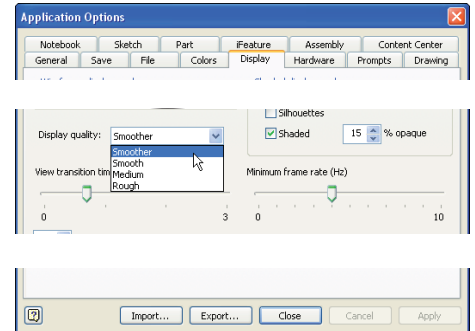 Application Options
Notebook Sketch Part iFeature Assembly Content Center
General Save File Colors Display Hardware Prompts Drawing
Silhouettes
Display quality: Smoother
Shaded 15 % opaque
Smoother
Smooth
View transition tim
Minimum frame rate (Hz)
Medium
Rough
0 3 0 10
Import... Export... Close Cancel Apply